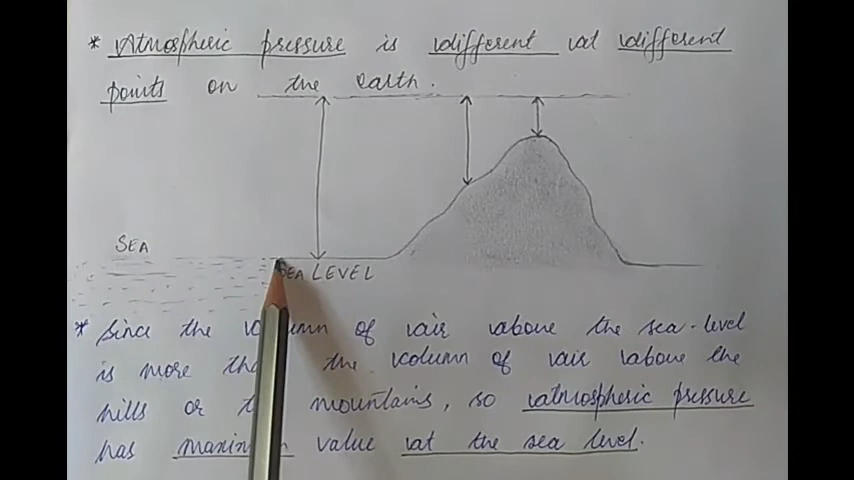 * Atmospheric pressure is different at different
points on the earth.
SEA
SEA LEVEL
* Since the column of air above the sea-level
is more the column of air above the
hills or mountains, so atmospheric pressure
has value at the sea level.